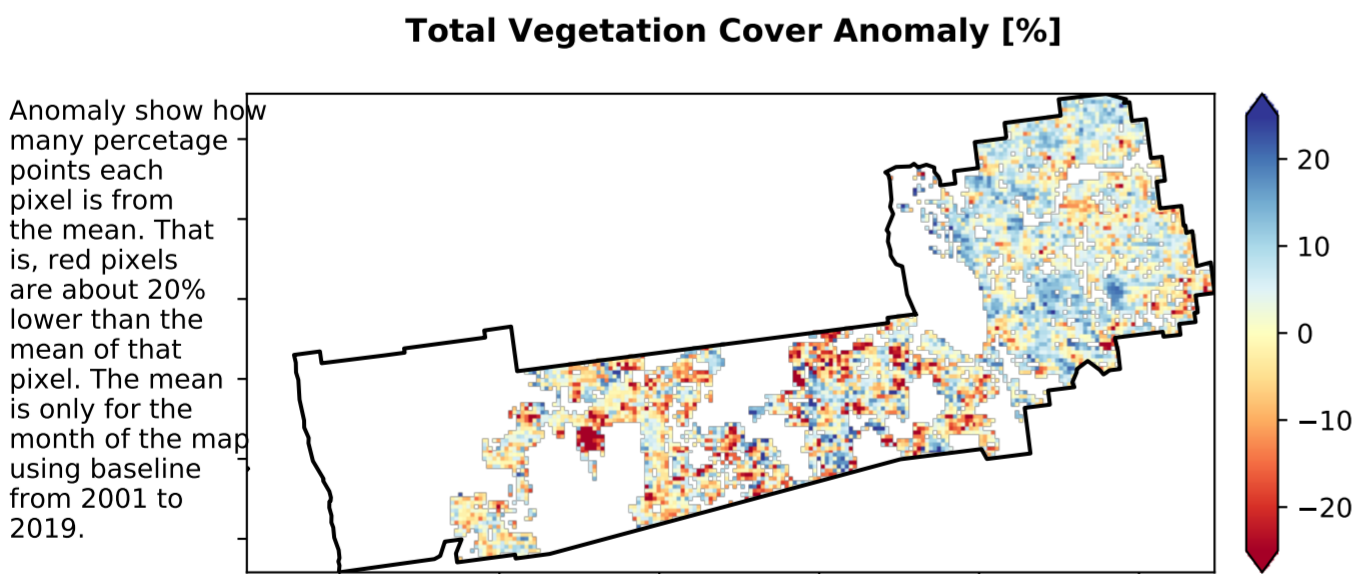 Total Vegetation Cover Anomaly [%]
Anomaly show how
many percetage
points each
pixel is from
the mean. That
is, red pixels
are about 20%
lower than the
mean of that
pixel. The mean
is only for the
month of the map
using baseline
from 2001 to
2019.
20
10
0
−10
−20